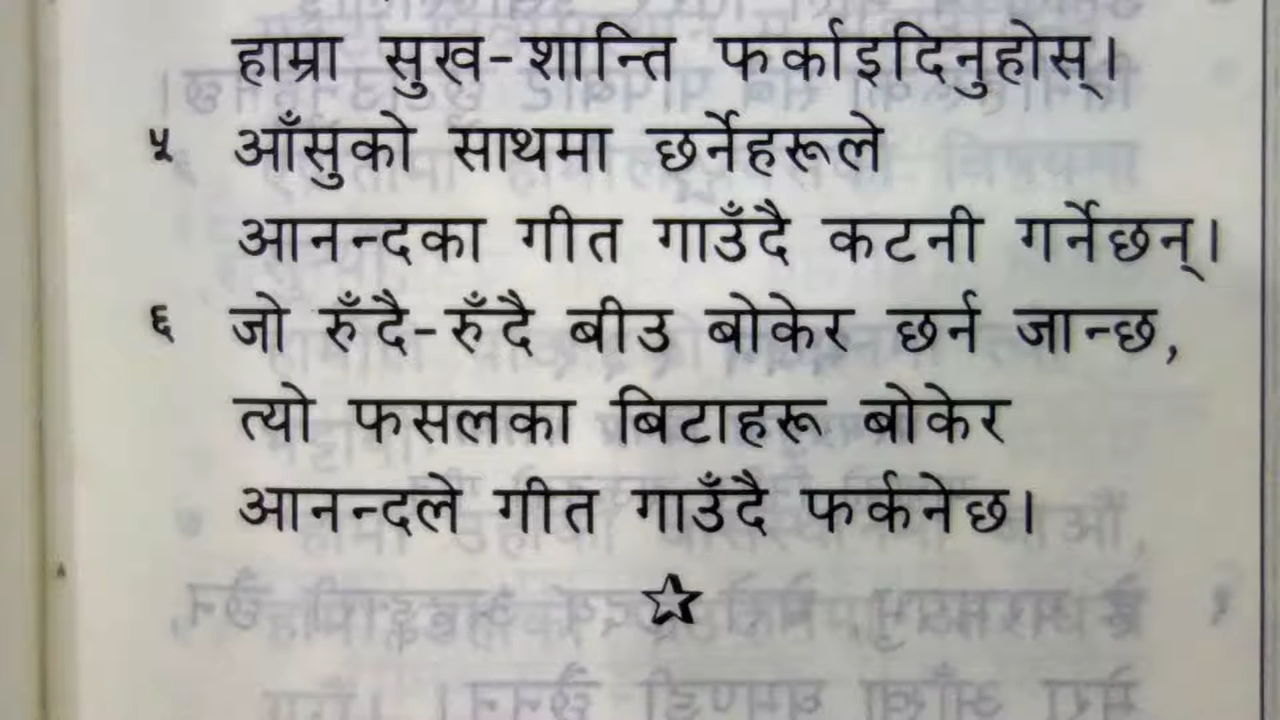 हाम्रा सुख-शान्ति फर्काइदिनुहोस्।
५ आँसुको साथमा छर्नेहरूले
आनन्दका गीत गाउँदै कटनी गर्नेछन्।
६ जो रुँदै-रुँदै बीउ बोकेर छर्न जान्छ,
त्यो फसलका बिटाहरू बोकेर
आनन्दले गीत गाउँदै फर्कनेछ।